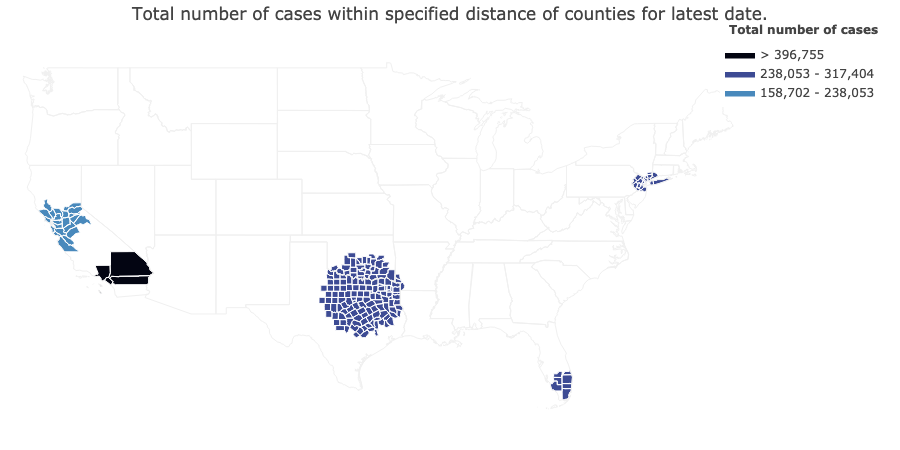 Total number of cases within specified distance of counties for latest date.
Total number of cases
> 396,755
238,053 - 317,404
158,702 - 238,053